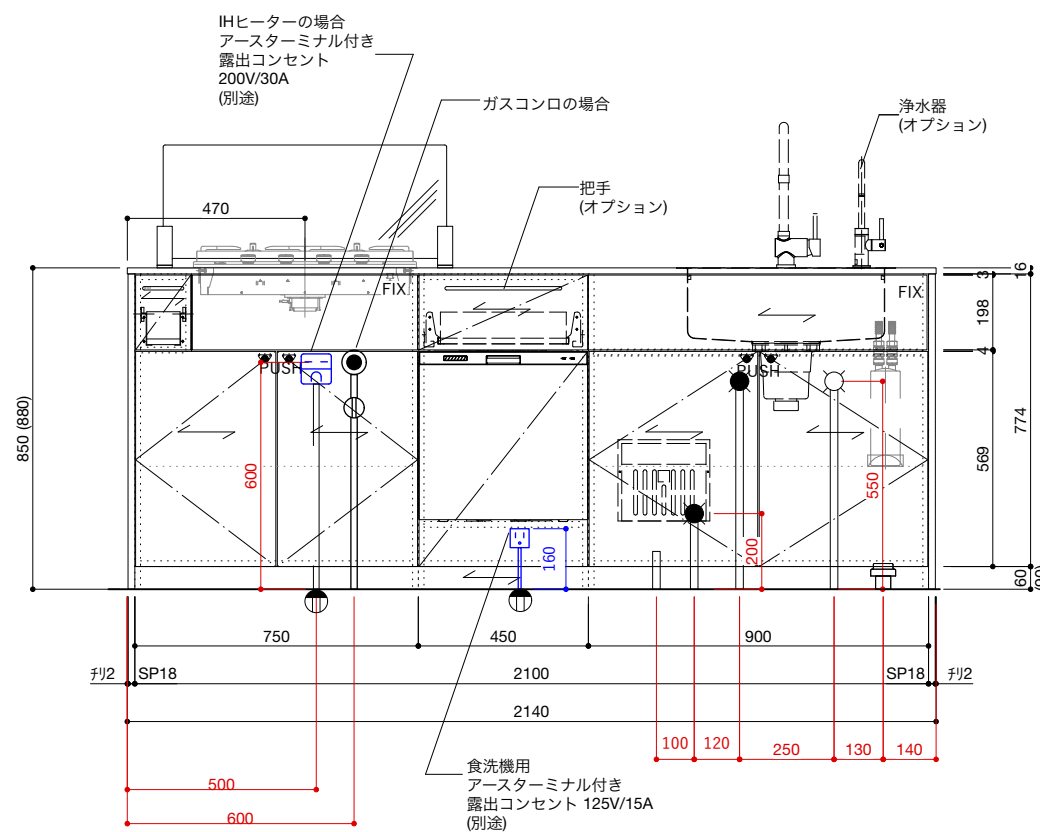 IHヒーターの場合
アースターミナル付き
露出コンセント
200V/30A
(別途)
ガスコンロの場合
浄水器
(オプション)
把手
(オプション)
470
FIX
FIX
16
3
198
4
PUSH
PUSH
850 (880)
774
569
600
550
200
160
60
(90)
750
450
900
チリ2
SP18
2100
SP18
チリ2
2140
100
120
250
130
140
500
600
食洗機用
アースターミナル付き
露出コンセント 125V/15A
(別途)